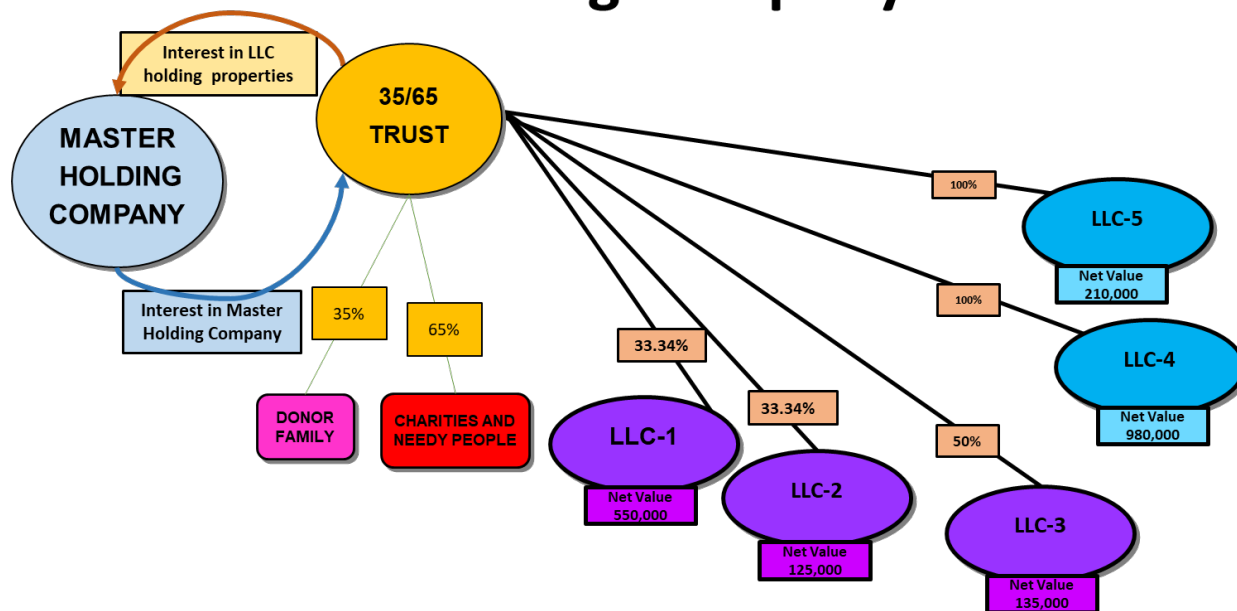 Interest in LLC
holding properties
35/65
TRUST
MASTER
HOLDING
COMPANY
Interest in Master
Holding Company
35%
65%
DONOR
FAMILY
CHARITIES AND
NEEDY PEOPLE
33.34%
33.34%
50%
100%
100%
LLC-1
Net Value
550,000
LLC-2
Net Value
125,000
LLC-3
Net Value
135,000
LLC-4
Net Value
980,000
LLC-5
Net Value
210,000